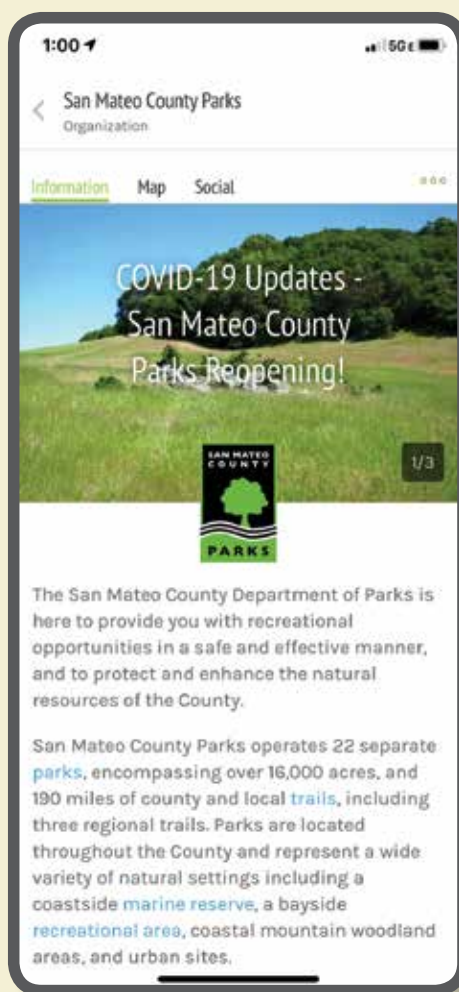 1:00
5G E
San Mateo County Parks
Organization
Information Map Social
COVID-19 Updates -
San Mateo County
Parks Reopening!
1/3
SAN MATEO
COUNTY
PARKS
The San Mateo County Department of Parks is
here to provide you with recreational
opportunities in a safe and effective manner,
and to protect and enhance the natural
resources of the County.
San Mateo County Parks operates 22 separate
parks, encompassing over 16,000 acres, and
190 miles of county and local trails, including
three regional trails. Parks are located
throughout the County and represent a wide
variety of natural settings including a
coastside marine reserve, a bayside
recreational area, coastal mountain woodland
areas, and urban sites.